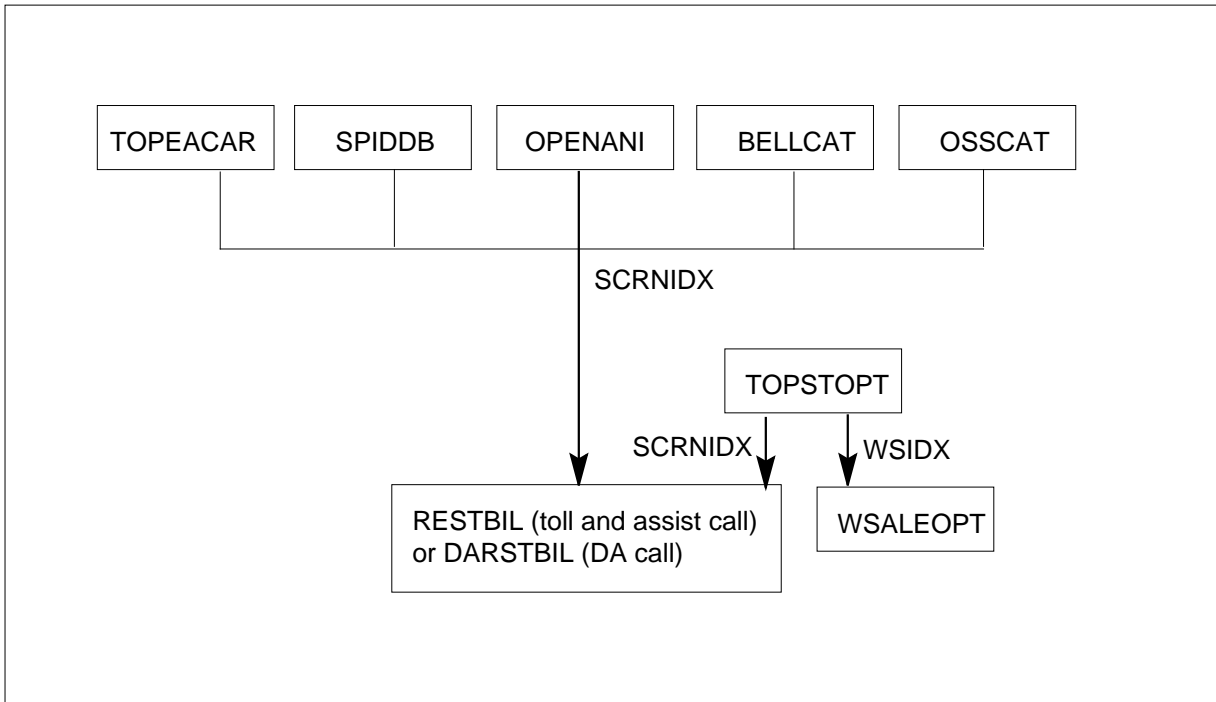 TOPEACAR
SPIDDB
OPENANI
BELLCAT
OSSCAT
SCRNIDX
TOPSTOPT
SCRNIDX
WSIDX
RESTBIL (toll and assist call)
or DARSTBIL (DA call)
WSALEOPT